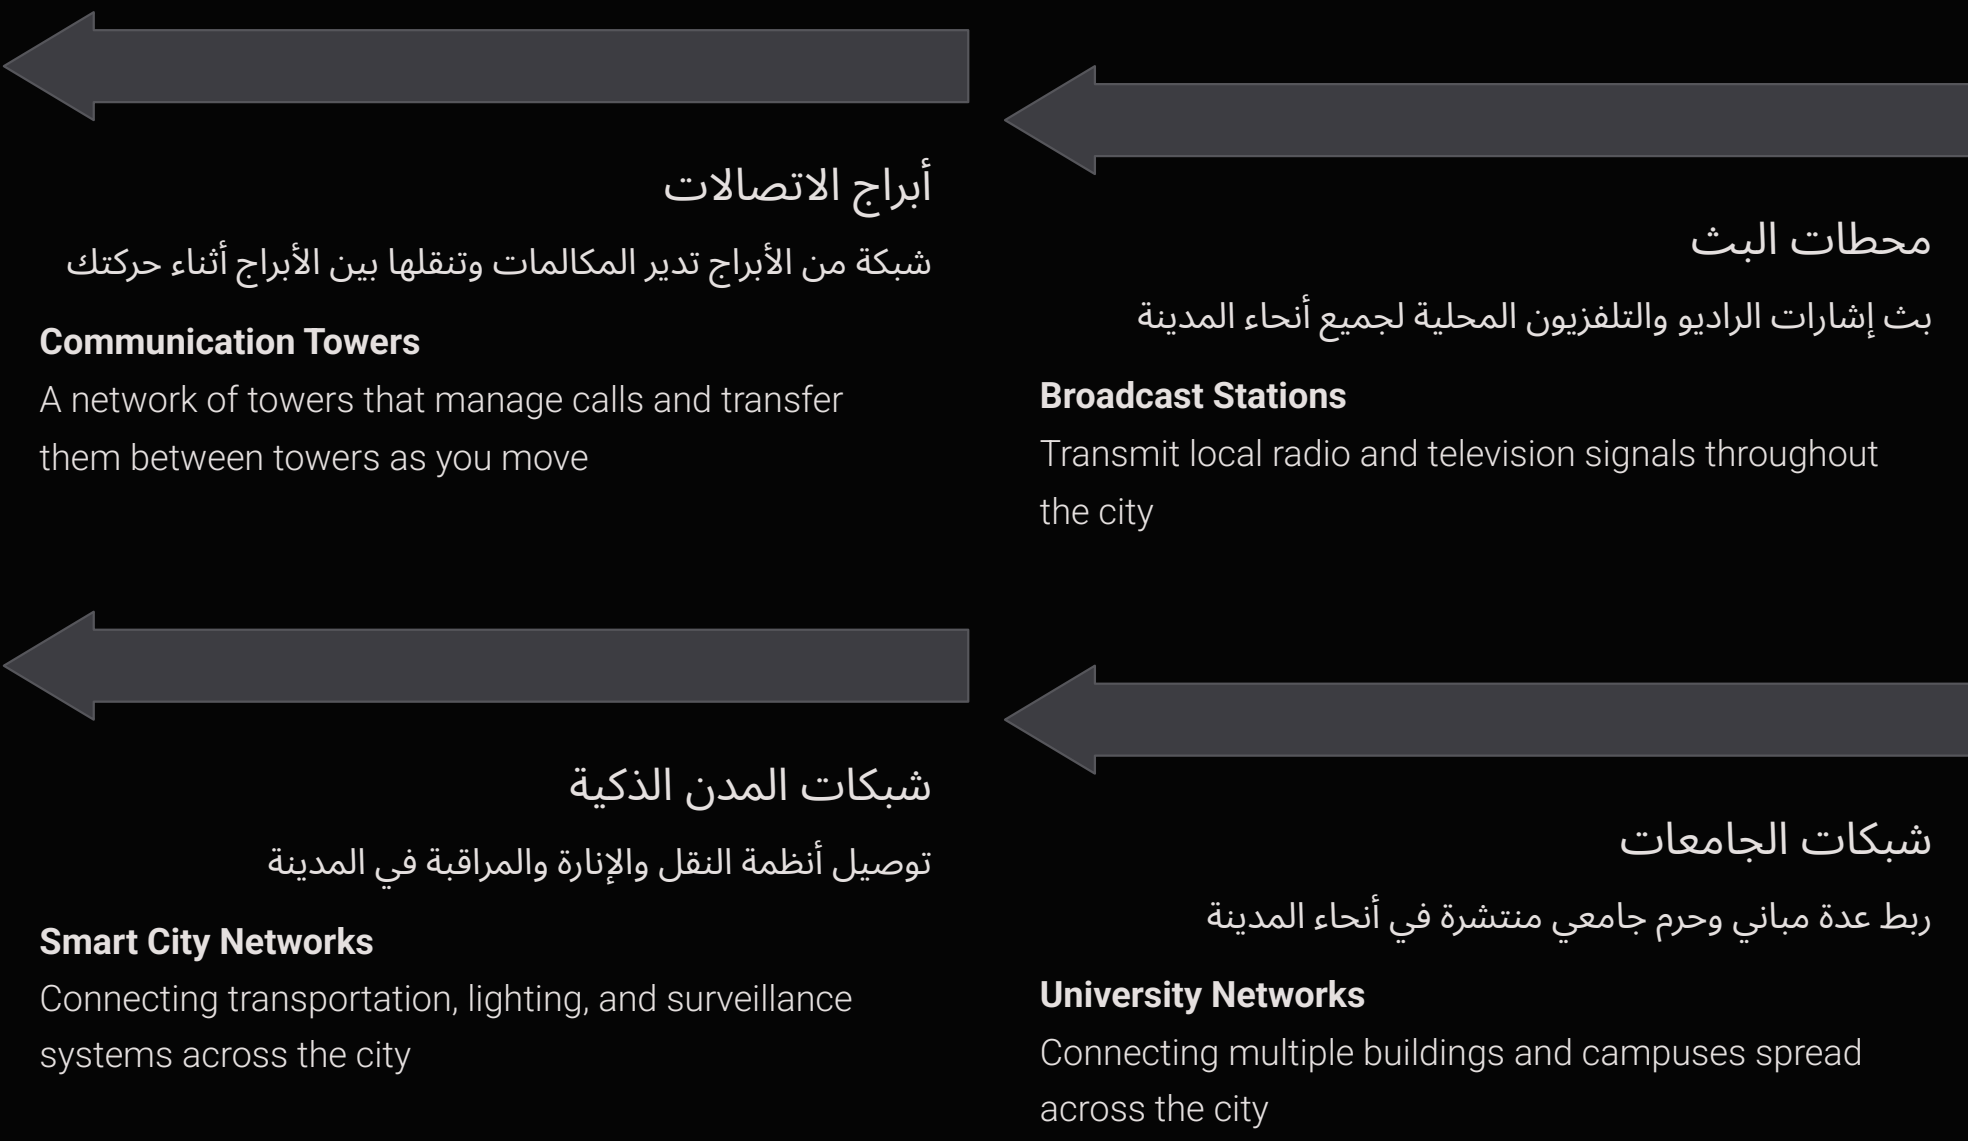 أبراج الاتصالات
شبكة من الأبراج تدير المكالمات وتنقلها بين الأبراج أثناء حركتك
Communication Towers
A network of towers that manage calls and transfer
them between towers as you move
محطات البث
بث إشارات الراديو والتلفزيون المحلية لجميع أنحاء المدينة
Broadcast Stations
Transmit local radio and television signals throughout
the city
شبكات المدن الذكية
توصيل أنظمة النقل والإنارة والمراقبة في المدينة
Smart City Networks
Connecting transportation, lighting, and surveillance
systems across the city
شبكات الجامعات
ربط عدة مباني وحرم جامعي منتشرة في أنحاء المدينة
University Networks
Connecting multiple buildings and campuses spread
across the city